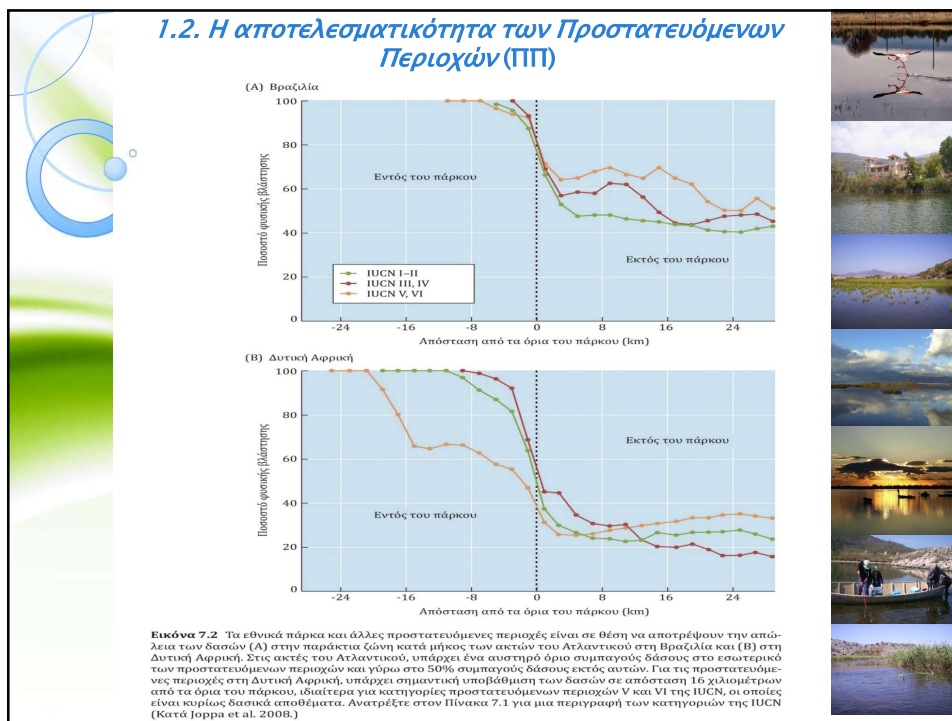 1.2. Η αποτελεσματικότητα των Προστατευόμενων
Περιοχών (ΠΠ)
(Α) Βραζιλία
Ποσοστό φυσικής βλάστησης
100
80
60
40
20
0
Εντός του πάρκου
Εκτός του πάρκου
IUCN I–II
IUCN III, IV
IUCN V, VI
-24 -16 -8 0 8 16 24
Απόσταση από τα όρια του πάρκου (km)
(Β) Δυτική Αφρική
Ποσοστό φυσικής βλάστησης
100
80
60
40
20
0
Εκτός του πάρκου
Εντός του πάρκου
-24 -16 -8 0 8 16 24
Απόσταση από τα όρια του πάρκου (km)
Εικόνα 7.2 Τα εθνικά πάρκα και άλλες προστατευόμενες περιοχές είναι σε θέση να αποτρέψουν την απώ-
λεια των δασών (Α) στην παράκτια ζώνη κατά μήκος των ακτών του Ατλαντικού στη Βραζιλία και (Β) στη
Δυτική Αφρική. Στις ακτές του Ατλαντικού, υπάρχει ένα αυστηρό όριο συμπαγούς δάσους στο εσωτερικό
των προστατευόμενων περιοχών και γύρω στο 50% συμπαγούς δάσους εκτός αυτών. Για τις προστατευόμε-
νες περιοχές στη Δυτική Αφρική, υπάρχει σημαντική υποβάθμιση των δασών σε απόσταση 16 χιλιομέτρων
από τα όρια του πάρκου, ιδιαίτερα για κατηγορίες προστατευόμενων περιοχών V και VI της IUCN, οι οποίες
είναι κυρίως δασικά αποθέματα. Ανατρέξτε στον Πίνακα 7.1 για μια περιγραφή των κατηγοριών της IUCN
(Κατά Joppa et al. 2008.)